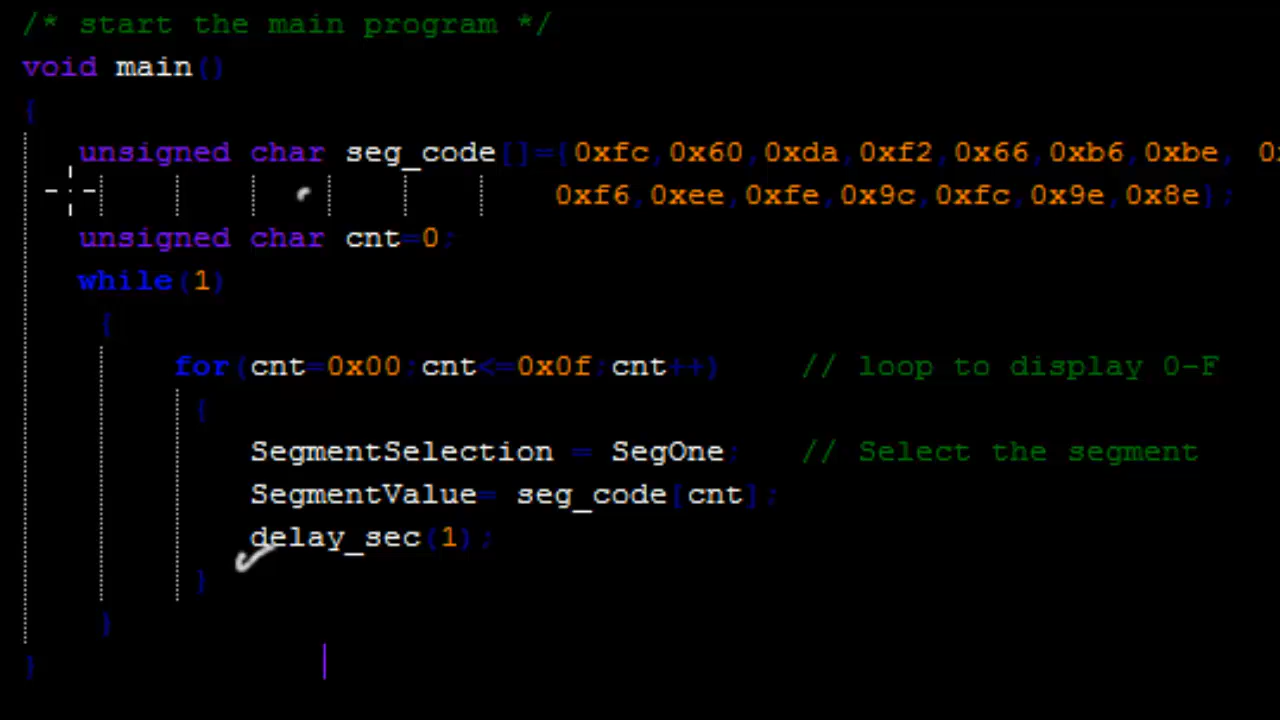 /* start the main program */
void main()
{
unsigned char seg_code[]={0xfc,0x60,0xda,0xf2,0x66,0xb6,0xbe, 0
0xf6,0xee,0xfe,0x9c,0xfc,0x9e,0x8e};
unsigned char cnt=0;
while(1)
{
for(cnt=0x00;cnt<=0x0f;cnt++) // loop to display 0-F
{
SegmentSelection = SegOne; // Select the segment
SegmentValue= seg_code[cnt];
delay_sec(1);
}
}
}